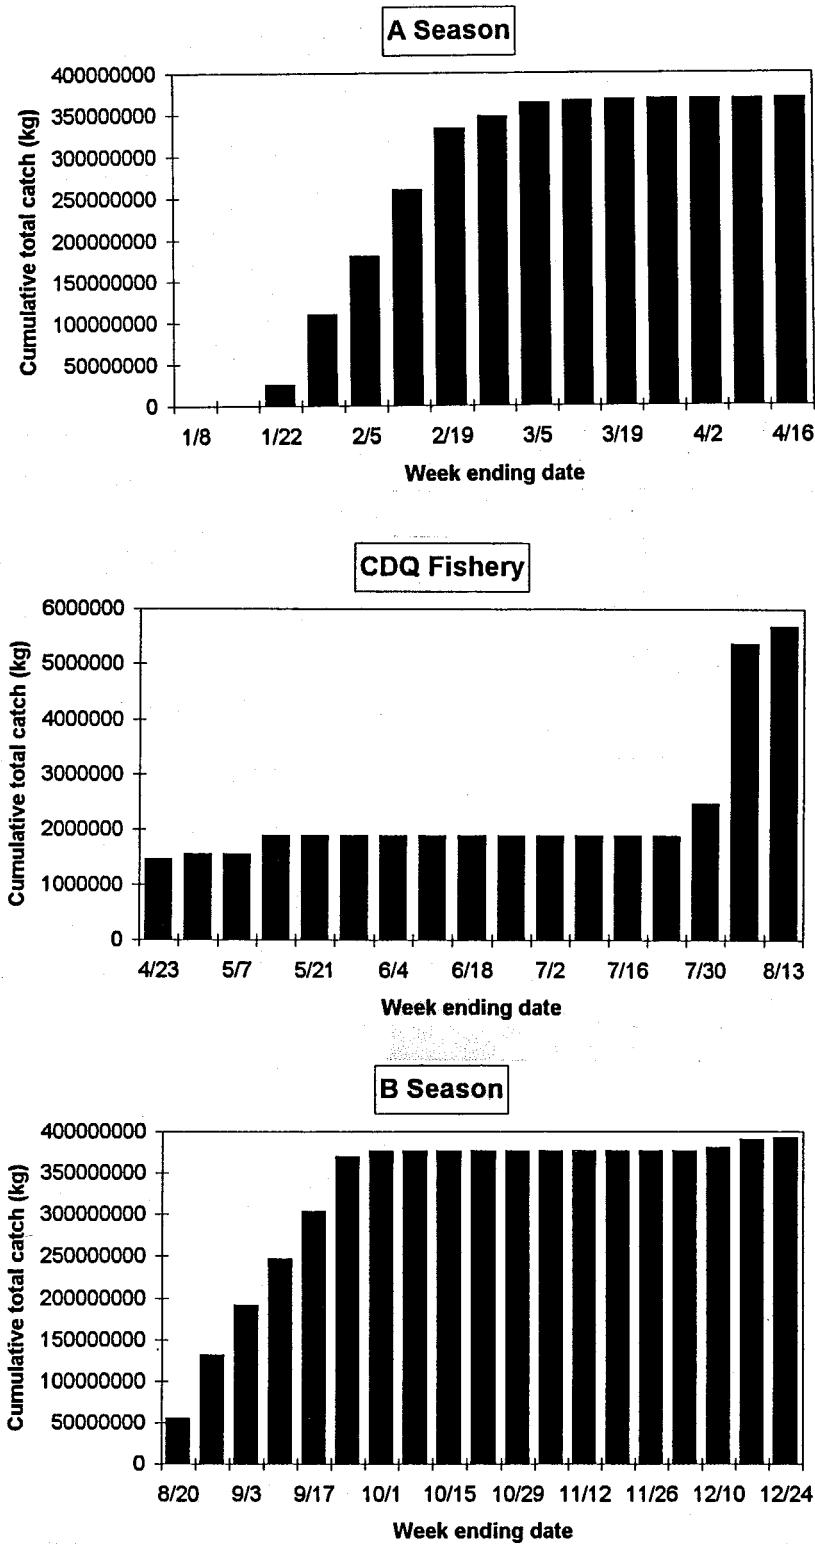 A Season
400000000
350000000
300000000
250000000
200000000
150000000
100000000
50000000
0
Cumulative total catch (kg)
1/8 1/22 2/5 2/19 3/5 3/19 4/2 4/16
Week ending date
CDQ Fishery
6000000
5000000
4000000
3000000
2000000
1000000
0
Cumulative total catch (kg)
4/23 5/7 5/21 6/4 6/18 7/2 7/16 7/30 8/13
Week ending date
B Season
400000000
350000000
300000000
250000000
200000000
150000000
100000000
50000000
0
Cumulative total catch (kg)
8/20 9/3 9/17 10/1 10/15 10/29 11/12 11/26 12/10 12/24
Week ending date